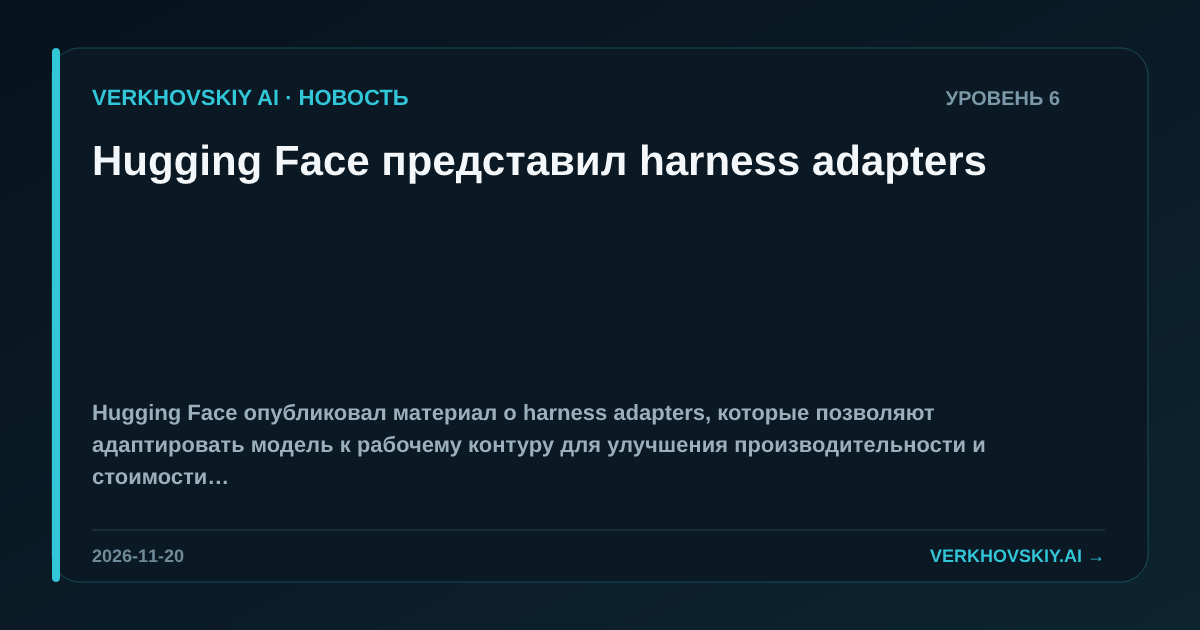 VERKHOVSKIY AI · НОВОСТЬ
УРОВЕНЬ 6
Hugging Face представил harness adapters
Hugging Face опубликовал материал о harness adapters, которые позволяют
адаптировать модель к рабочему контуру для улучшения производительности и
стоимости…
2026-11-20
VERKHOVSKIY.AI →